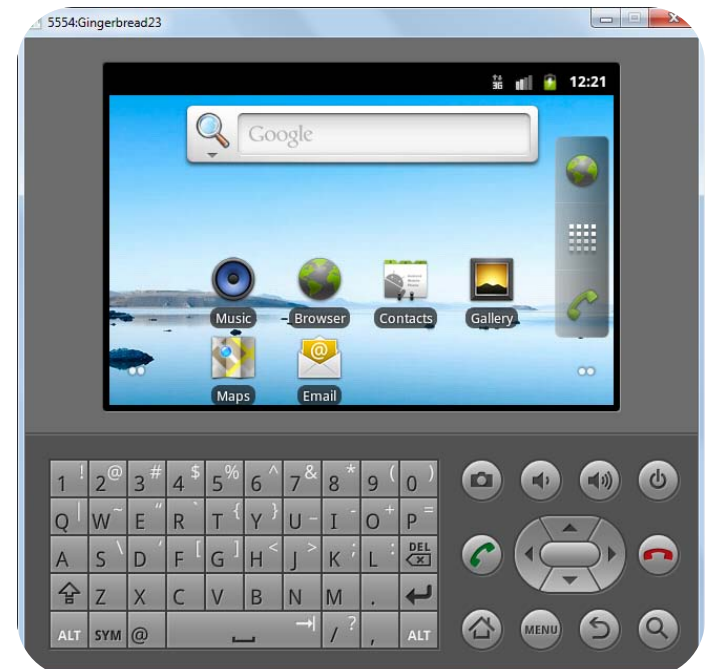 5554:Gingerbread23
3G 12:21
Google
Music Browser Contacts Gallery
Maps Email
1 ! 2 @ 3 # 4 $ 5 % 6 ^ 7 & 8 * 9 ( 0 )
Q | W ~ E " R ` T { Y } U _ I - O + P =
A S \ D ' F [ G ] H < J > K ; L : DEL
Z X C V B N M .
ALT SYM @ / ? , ALT
MENU